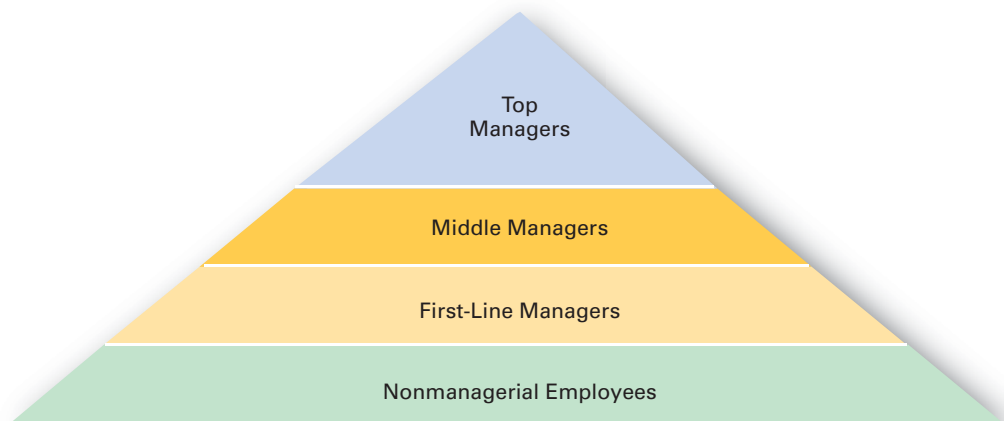 Top
Managers
Middle Managers
First-Line Managers
Nonmanagerial Employees